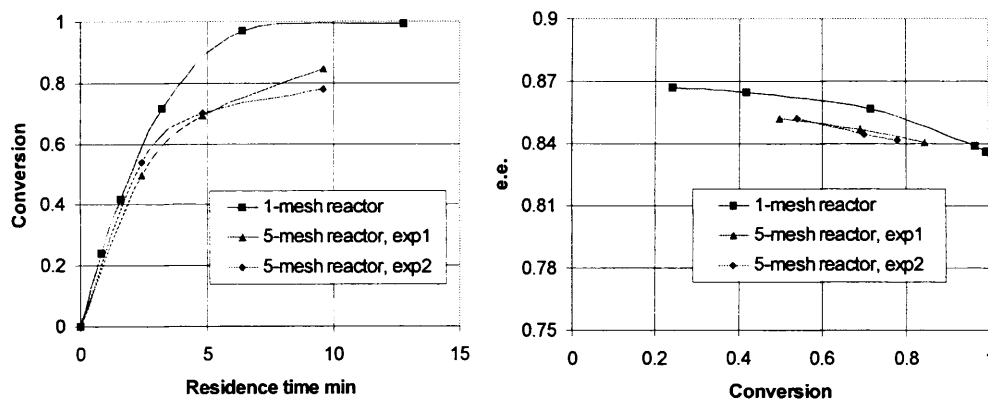 Conversion
1
0.8
0.6
0.4
0.2
0
0
5
10
15
Residence time min
1-mesh reactor
5-mesh reactor, exp1
5-mesh reactor, exp2
e.e.
0.9
0.87
0.84
0.81
0.78
0.75
0
0.2
0.4
0.6
0.8
1
Conversion
1-mesh reactor
5-mesh reactor, exp1
5-mesh reactor, exp2